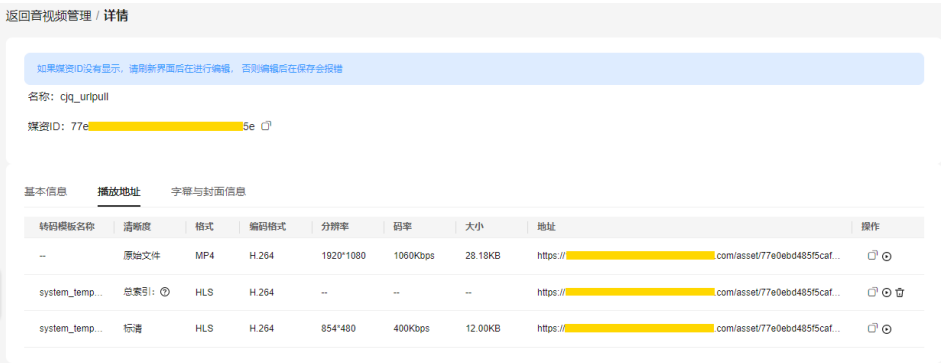 返回音视频管理 / 详情
如果媒资ID没有显示，请刷新界面后在进行编辑， 否则编辑后在保存会报错
名称：cjq_urlpull
媒资ID：77e 5e
基本信息 播放地址 字幕与封面信息
转码模板名称 清晰度 格式 编码格式 分辨率 码率 大小 地址 操作
-- 原始文件 MP4 H.264 1920*1080 1060Kbps 28.18KB https:// .com/asset/77e0ebd485f5caf...
system_temp... 总索引： HLS H.264 -- -- -- https:// .com/asset/77e0ebd485f5caf...
system_temp... 标清 HLS H.264 854*480 400Kbps 12.00KB https:// .com/asset/77e0ebd485f5caf...